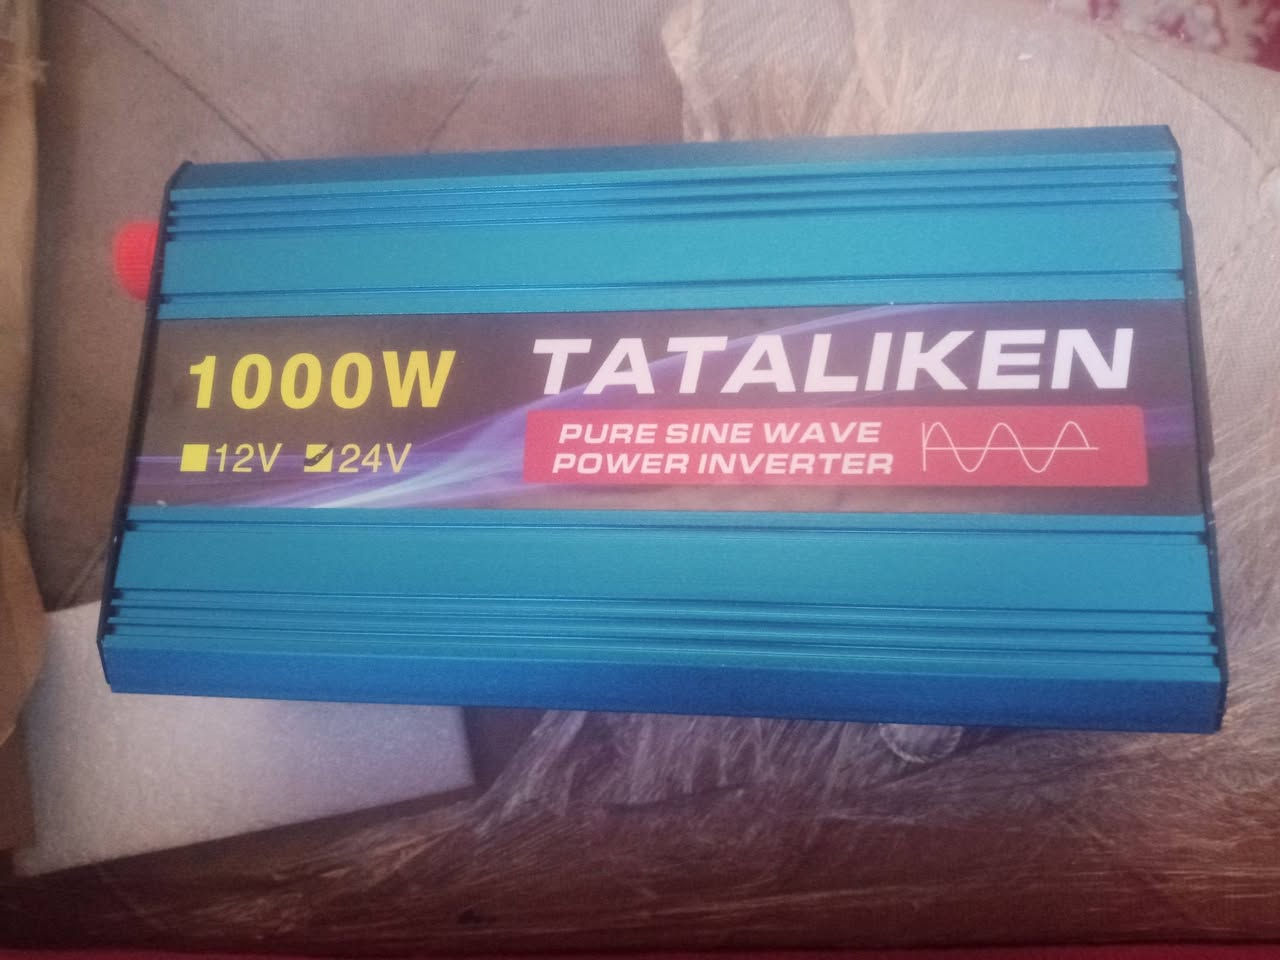 1000W
12V 24V
TATALIKEN
PURE SINE WAVE
POWER INVERTER